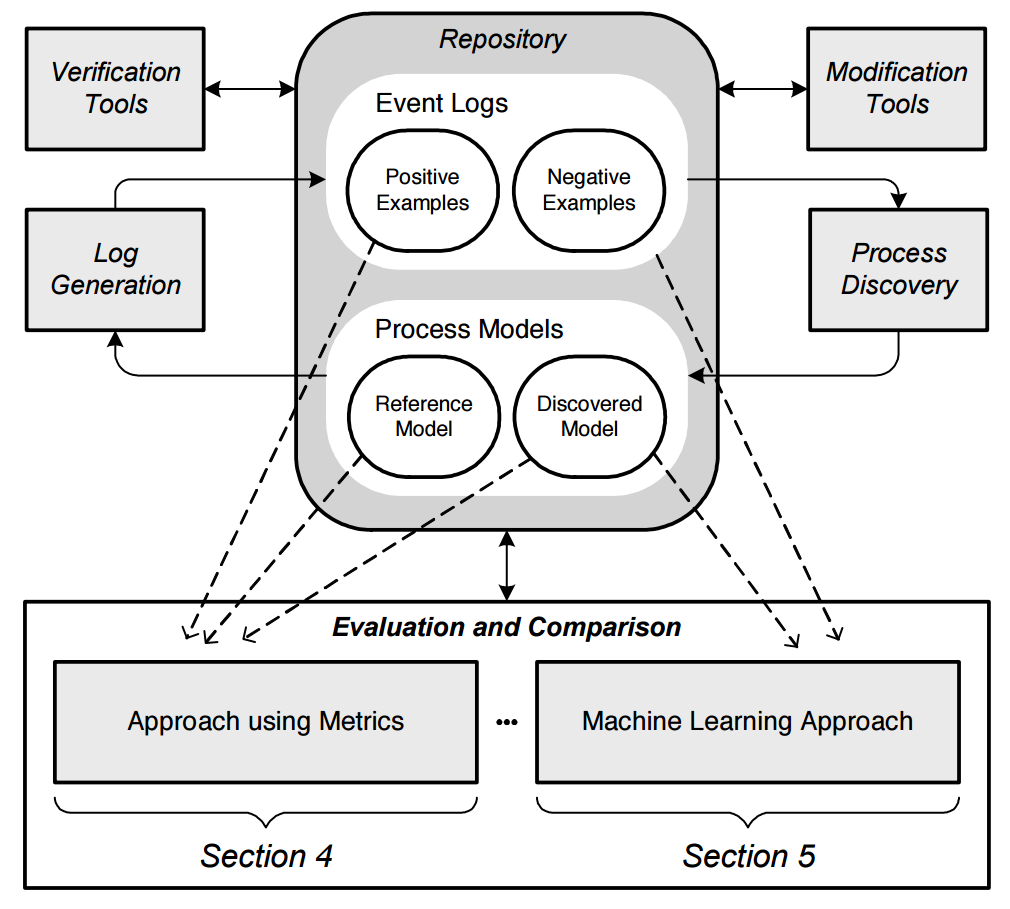 Repository
Verification
Tools
Modification
Tools
Event Logs
Positive
Examples
Negative
Examples
Log
Generation
Process
Discovery
Process Models
Reference
Model
Discovered
Model
Evaluation and Comparison
Approach using Metrics
...
Machine Learning Approach
Section 4
Section 5